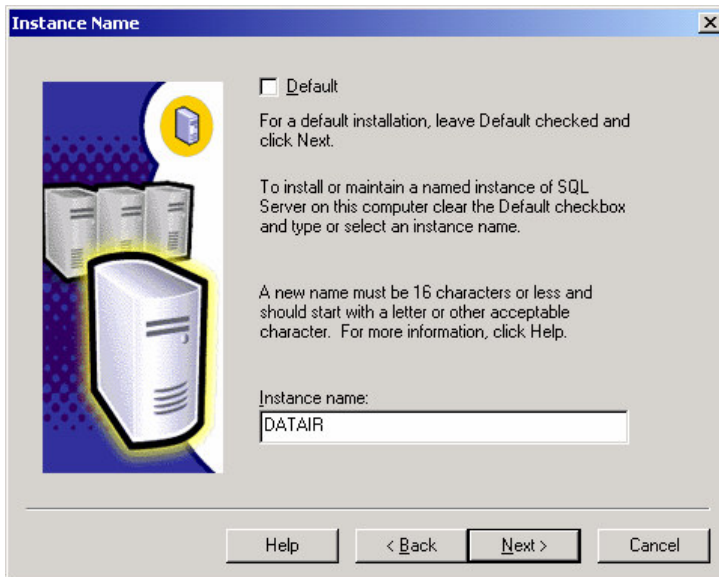 Instance Name
Default
For a default installation, leave Default checked and
click Next.
To install or maintain a named instance of SQL
Server on this computer clear the Default checkbox
and type or select an instance name.
A new name must be 16 characters or less and
should start with a letter or other acceptable
character. For more information, click Help.
Instance name:
DATAIR
Help
< Back
Next >
Cancel